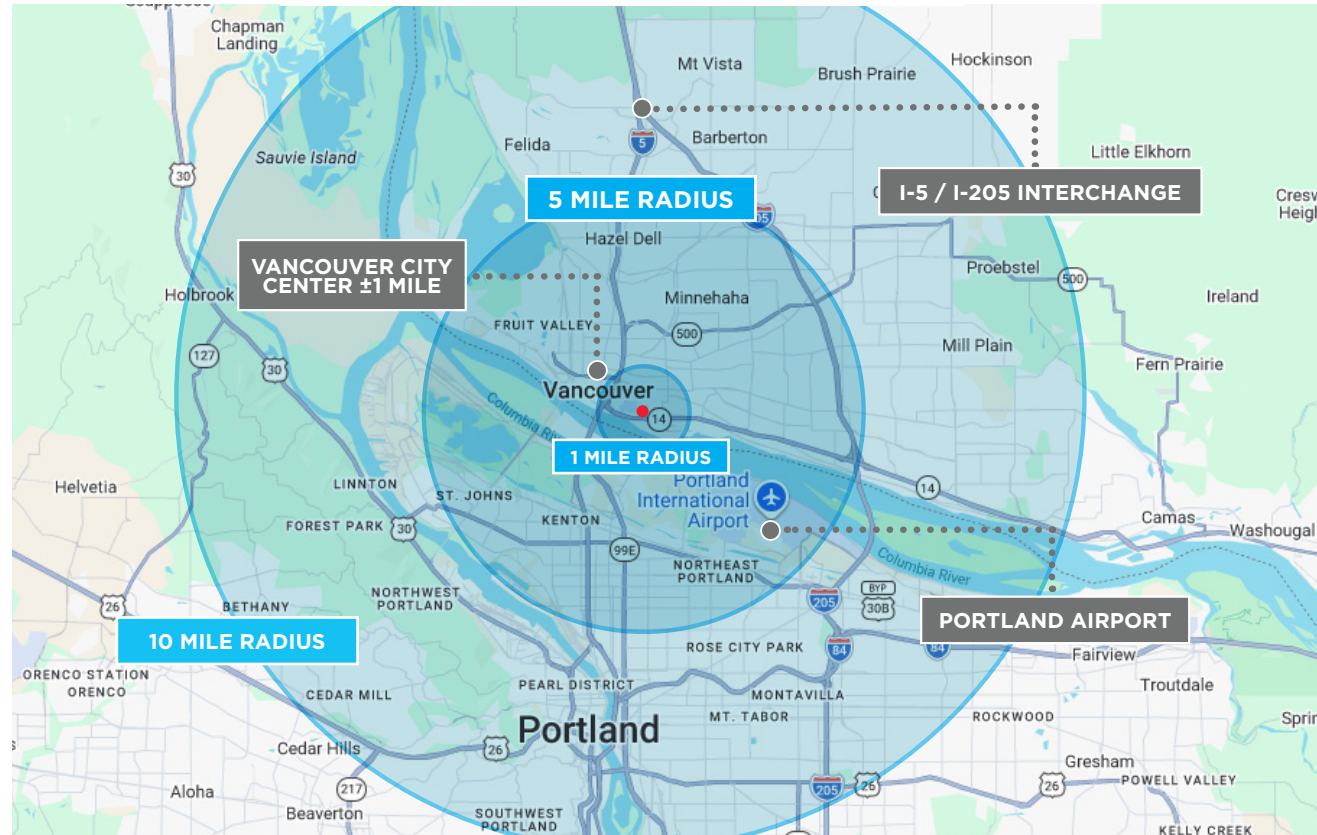 Chapman
Landing
Mt Vista
Hockinson
Brush Prairie
Felida
5
Barberton
Sauvie Island
Little Elkhorn
30
I-5 / I-205 INTERCHANGE
5 MILE RADIUS
Hazel Dell
VANCOUVER CITY
CENTER ±1 MILE
Proebstel
500
Holbrook
Minnehaha
Ireland
FRUIT VALLEY
500
Mill Plain
127
30
Fern Prairie
Vancouver
14
Columbia
1 MILE RADIUS
Portland
International
Airport
14
Helvetia
LINNTON
ST. JOHNS
FOREST PARK
30
KENTON
99E
Camas
Washougal
NORTHEAST
PORTLAND
Columbia River
BYP
30B
205
NORTHWEST
PORTLAND
26
BETHANY
PORTLAND AIRPORT
10 MILE RADIUS
ROSE CITY PARK
84
84
Fairview
ORENCO STATION
ORENCO
CEDAR MILL
PEARL DISTRICT
MONTAVILLA
Troutdale
Portland
MT. TABOR
ROCKWOOD
Cedar Hills
26
Gresham
217
205
26
26
POWELL VALLEY
Aloha
Beaverton
SOUTHWEST
PORTLAND
KELLY CREEK